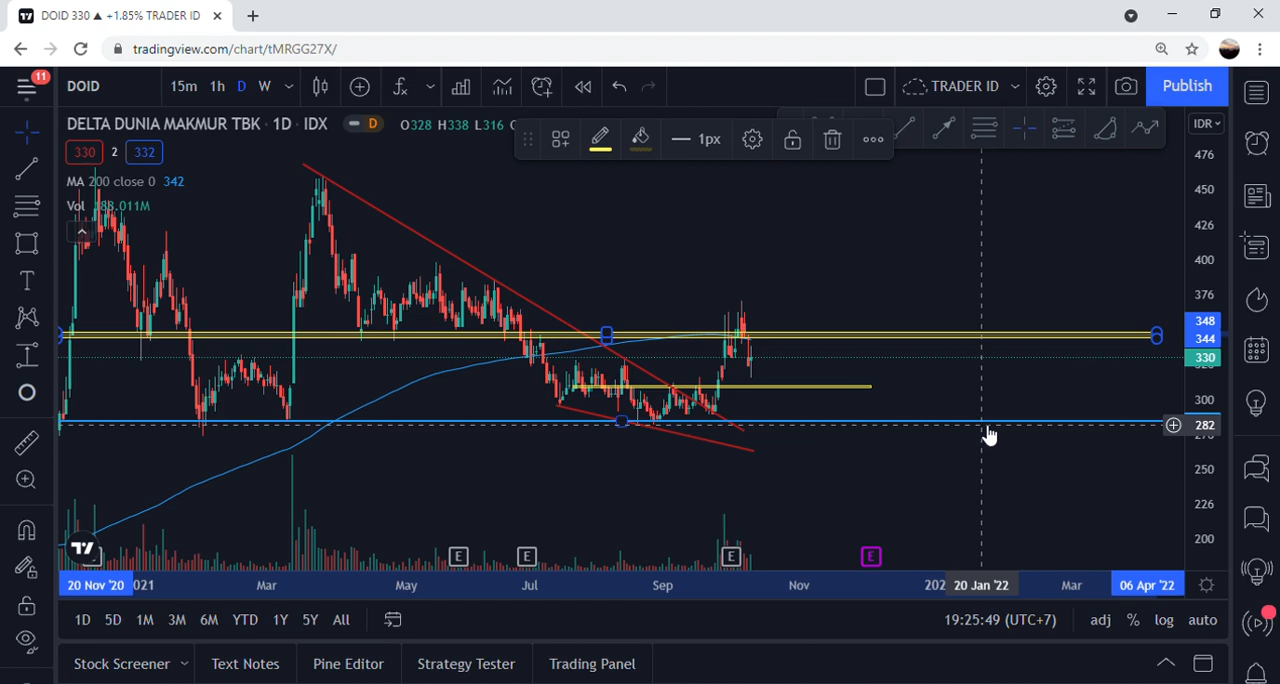 DOID 330 ▲ +1.85% TRADER ID
tradingview.com/chart/tMRGG27X/
11
DOID 15m 1h D W TRADER ID Publish
DELTA DUNIA MAKMUR TBK · 1D · IDX D O328 H338 L316
1px
IDR
330 2 332
MA 200 close 0 342
Vol 188.011M
476
450
426
400
376
348
344
330
300
282
250
226
200
E E E E
20 Nov '20 Mar May Jul Sep Nov 20 Jan '22 Mar 06 Apr '22
1D 5D 1M 3M 6M YTD 1Y 5Y All 19:25:49 (UTC+7) adj % log auto
Stock Screener Text Notes Pine Editor Strategy Tester Trading Panel